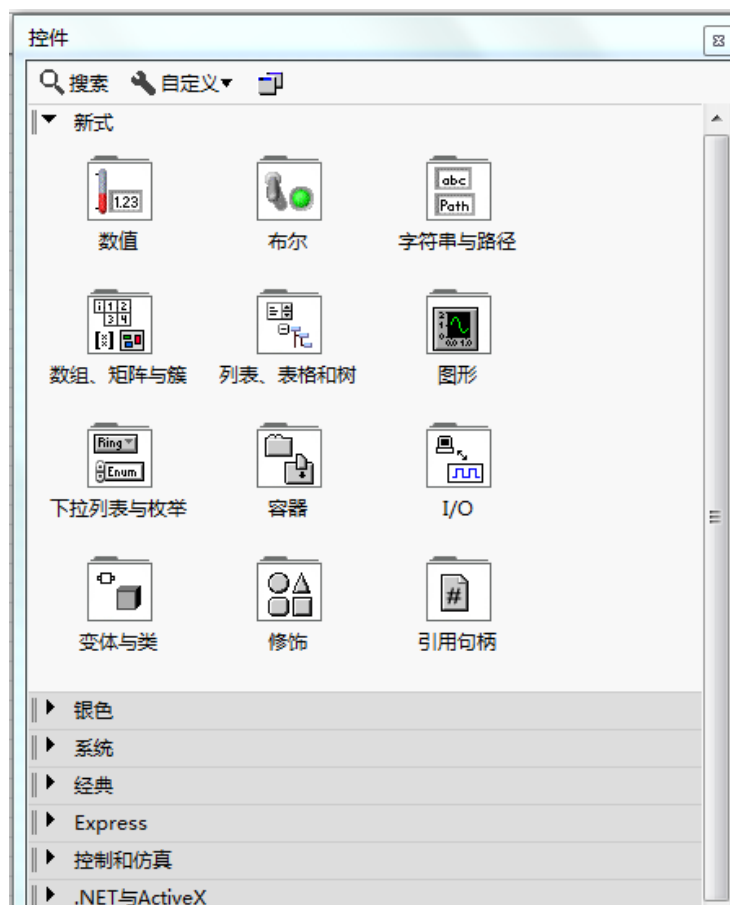 控件
搜索 自定义
新式
1.23 abc
Path
数值 布尔 字符串与路径
i 1 2
3 4
数组、矩阵与簇 列表、表格和树 图形
Ring
Enum
下拉列表与枚举 容器 I/O
#
变体与类 修饰 引用句柄
银色
系统
经典
Express
控制和仿真
.NET与ActiveX